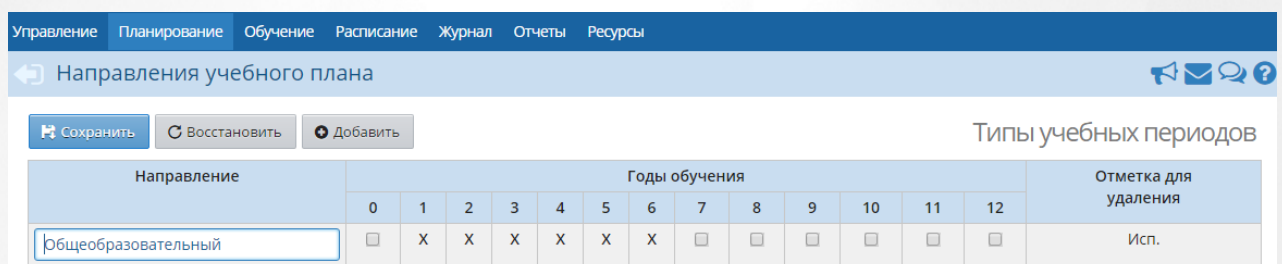 Управление Планирование Обучение Расписание Журнал Отчеты Ресурсы
Направления учебного плана
Сохранить Восстановить Добавить Типы учебных периодов
Направление Годы обучения Отметка для
удаления
0 1 2 3 4 5 6 7 8 9 10 11 12
Общеобразовательный X X X X X X Исп.